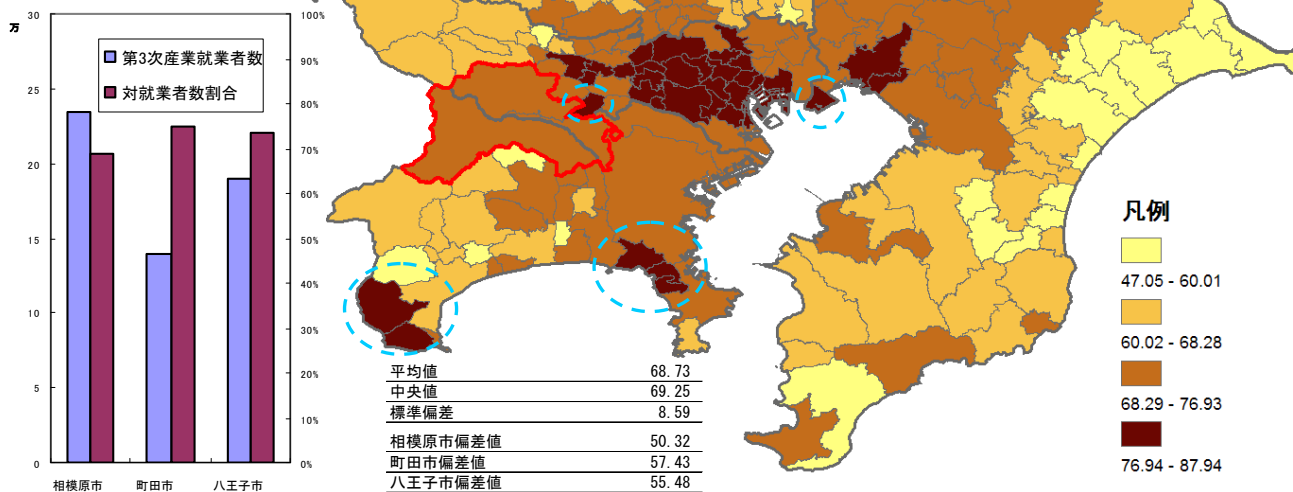 万
30
25
20
15
10
5
0
100%
90%
80%
70%
60%
50%
40%
30%
20%
10%
0%
第3次産業就業者数
対就業者数割合
相模原市 町田市 八王子市
平均値 68.73
中央値 69.25
標準偏差 8.59
相模原市偏差値 50.32
町田市偏差値 57.43
八王子市偏差値 55.48
凡例
47.05 - 60.01
60.02 - 68.28
68.29 - 76.93
76.94 - 87.94